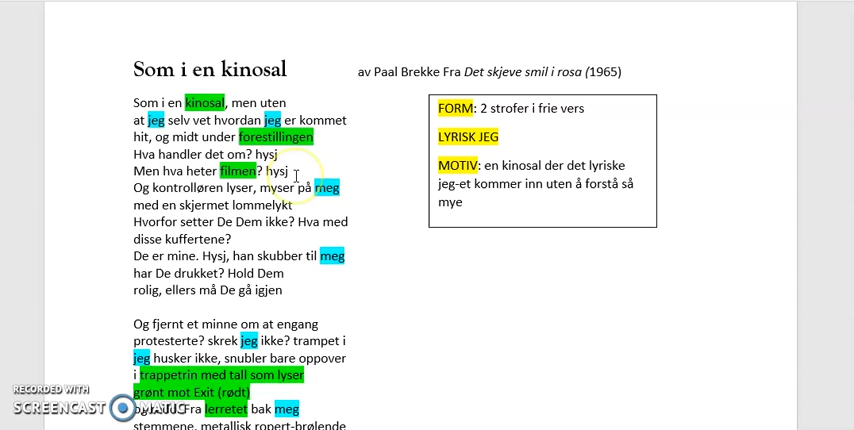 Som i en kinosal
av Paal Brekke Fra Det skjeve smil i rosa (1965)
Som i en kinosal, men uten
at jeg selv vet hvordan jeg er kommet
hit, og midt under forestillingen
Hva handler det om? hysj
Men hva heter filmen? hysj
Og kontrolløren lyser, myser på meg
med en skjermet lommelykt
Hvorfor setter De Dem ikke? Hva med
disse kuffertene?
De er mine. Hysj, han skubber til meg
har De drukket? Hold Dem
rolig, ellers må De gå igjen
Og fjernt et minne om at engang
protesterte? skrek jeg ikke? trampet i
jeg husker ikke, snubler bare oppover
i trappetrin med tall som lyser
grønt mot Exit (rødt)
Fra lerretet bak meg
stemmene, metallisk ropert-brølende
FORM: 2 strofer i frie vers
LYRISK JEG
MOTIV: en kinosal der det lyriske
jeg-et kommer inn uten å forstå så
mye
RECORDED WITH
SCREENCAST MATIC